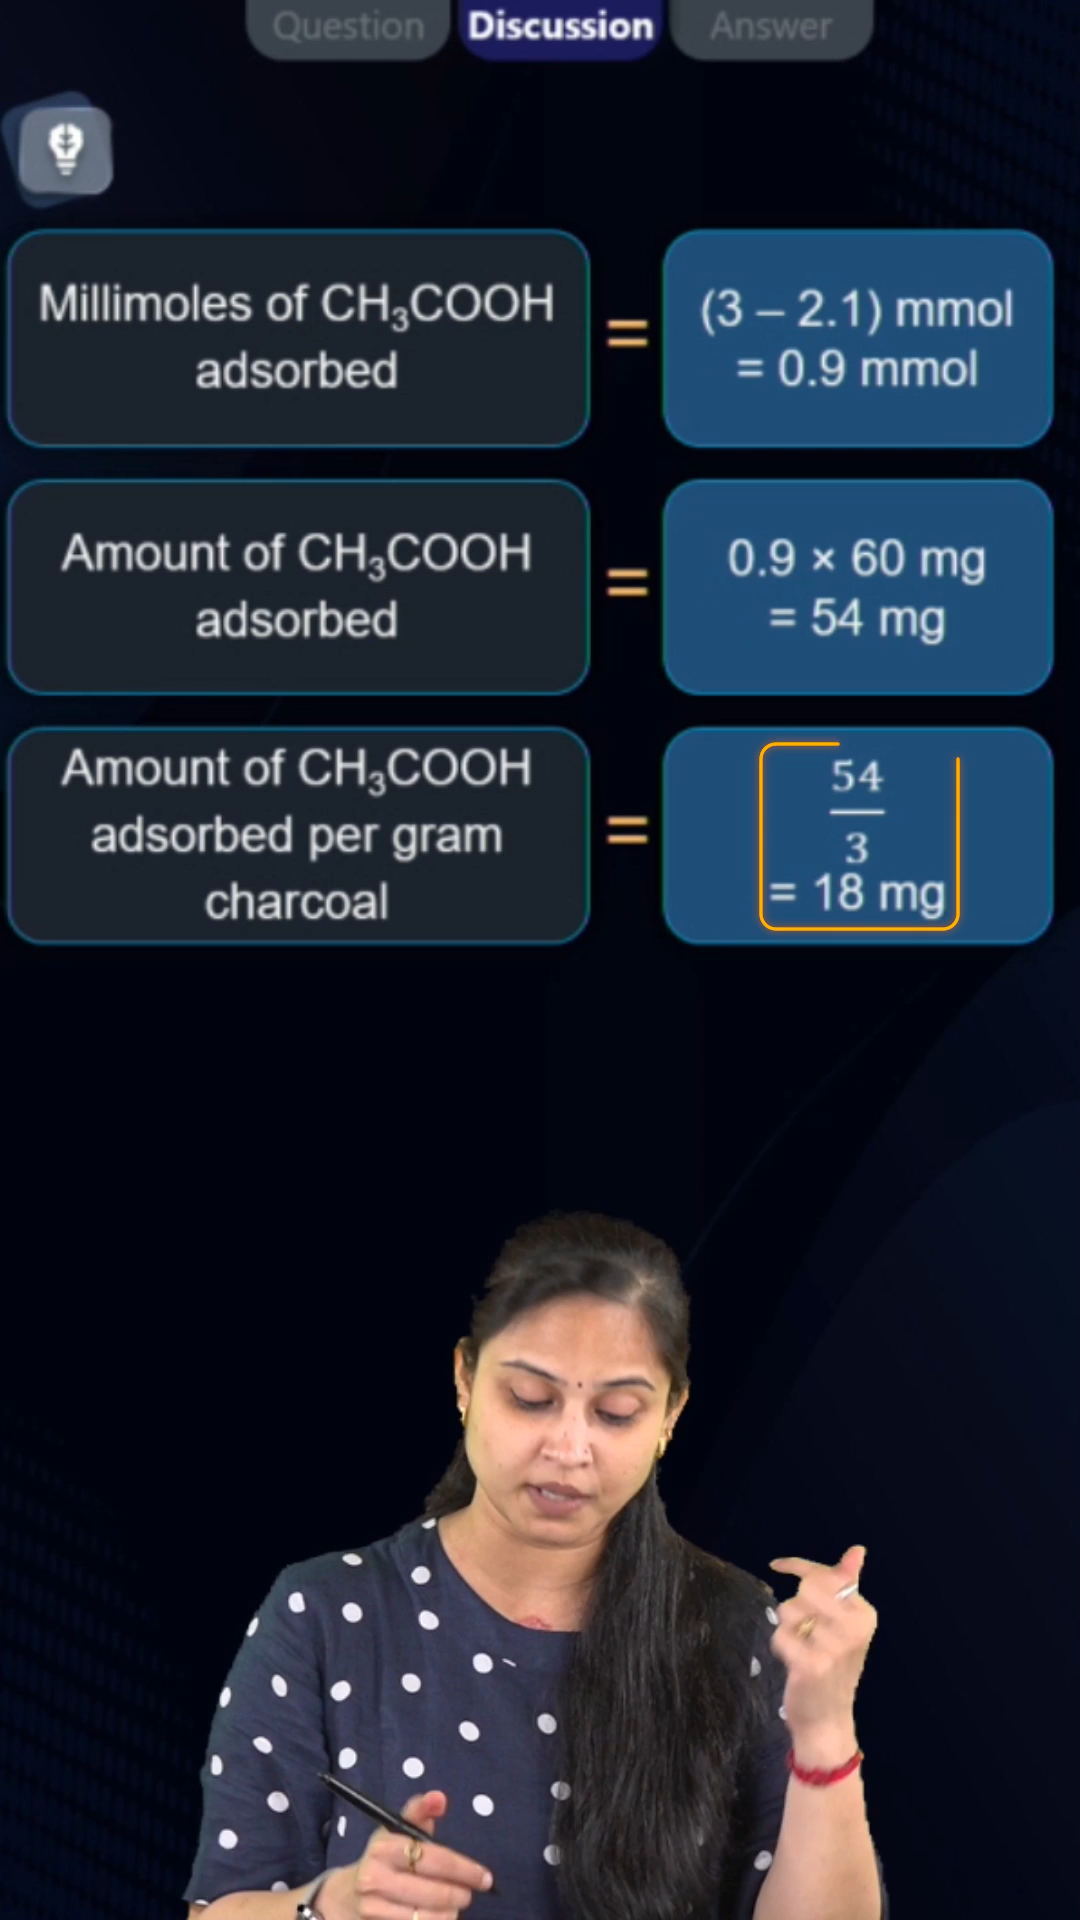 Question Discussion Answer
Millimoles of CH₃COOH
adsorbed
=
(3 – 2.1) mmol
= 0.9 mmol
Amount of CH₃COOH
adsorbed
=
0.9 × 60 mg
= 54 mg
Amount of CH₃COOH
adsorbed per gram
charcoal
=
54
3
= 18 mg